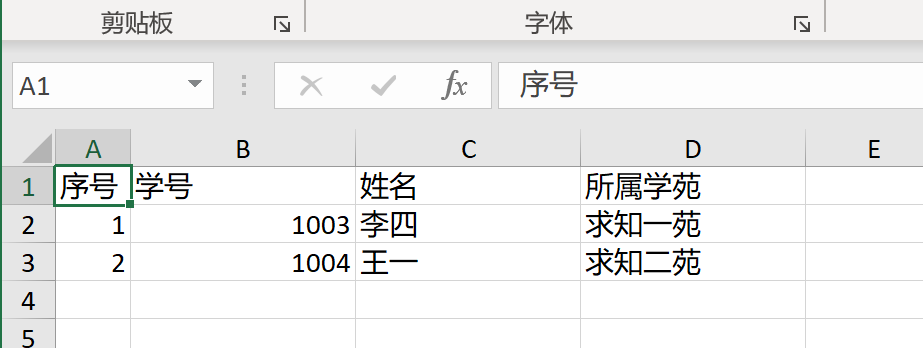 剪贴板 字体
A1 fx 序号
A B C D E
1 序号 学号 姓名 所属学苑
2 1 1003 李四 求知一苑
3 2 1004 王一 求知二苑
4
5